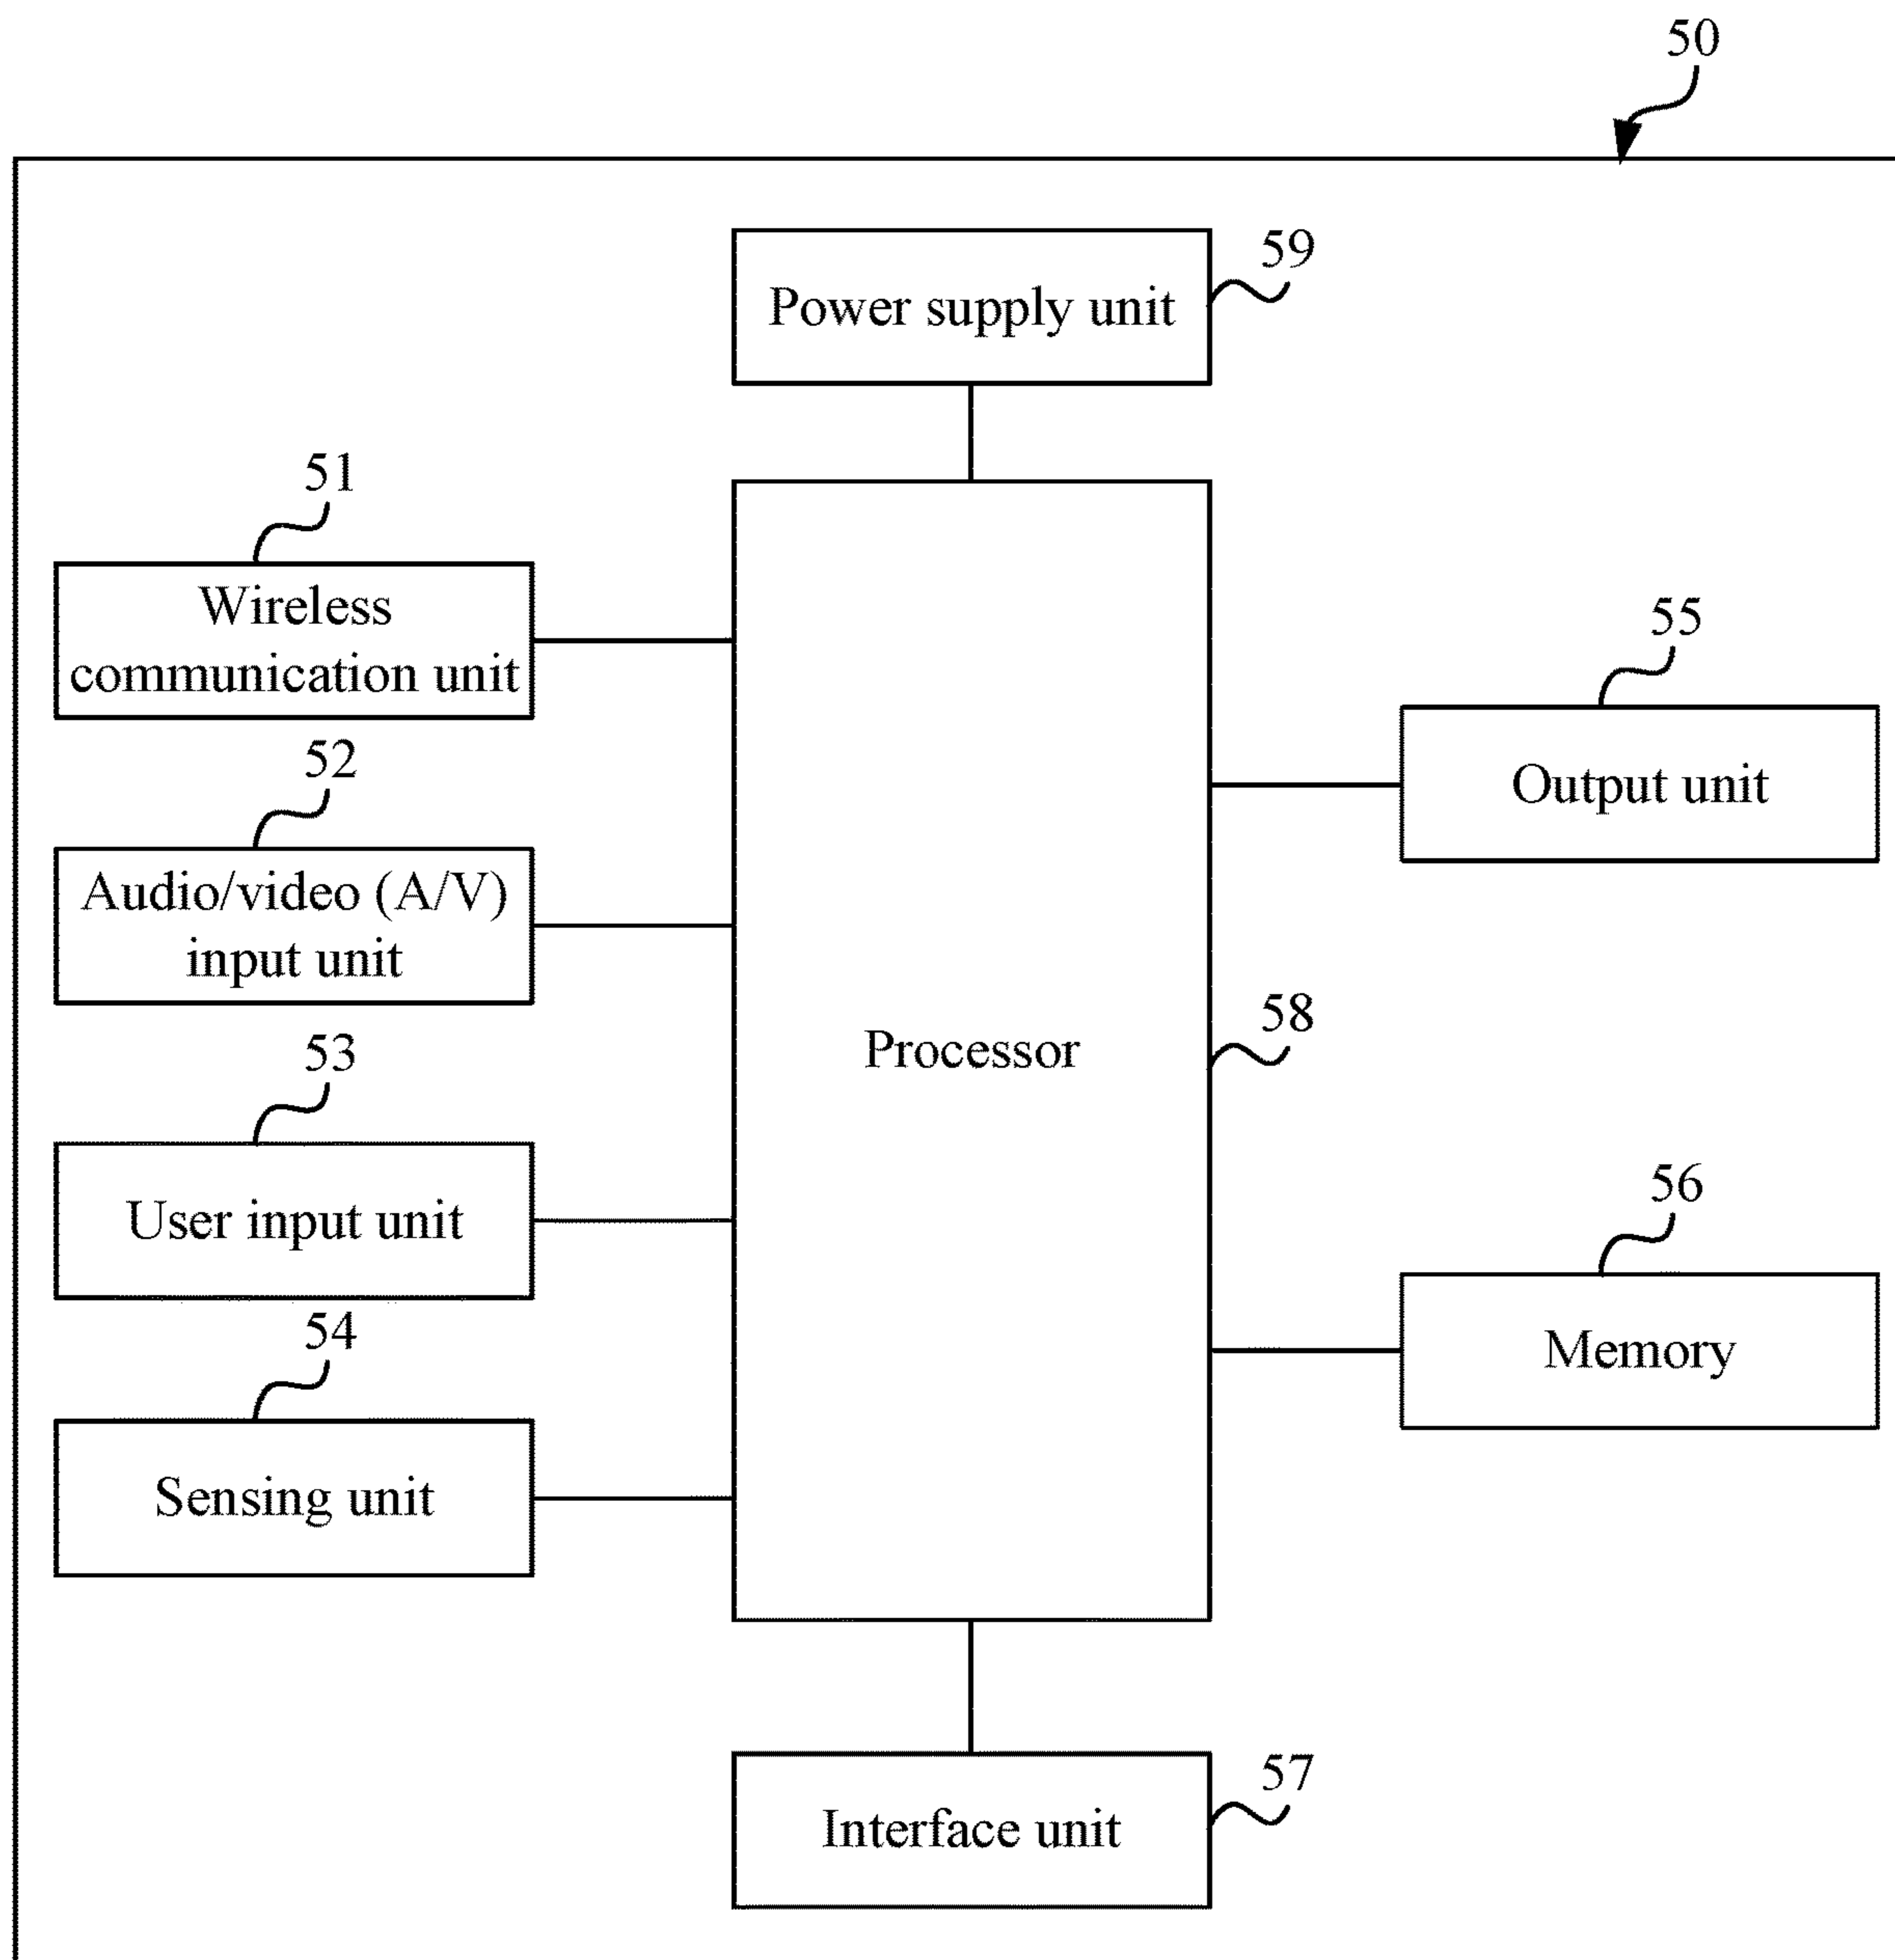 50
59
Power supply unit
51
Wireless
communication unit
55
Output unit
52
Audio/video (A/V)
input unit
58
Processor
53
User input unit
56
Memory
54
Sensing unit
57
Interface unit